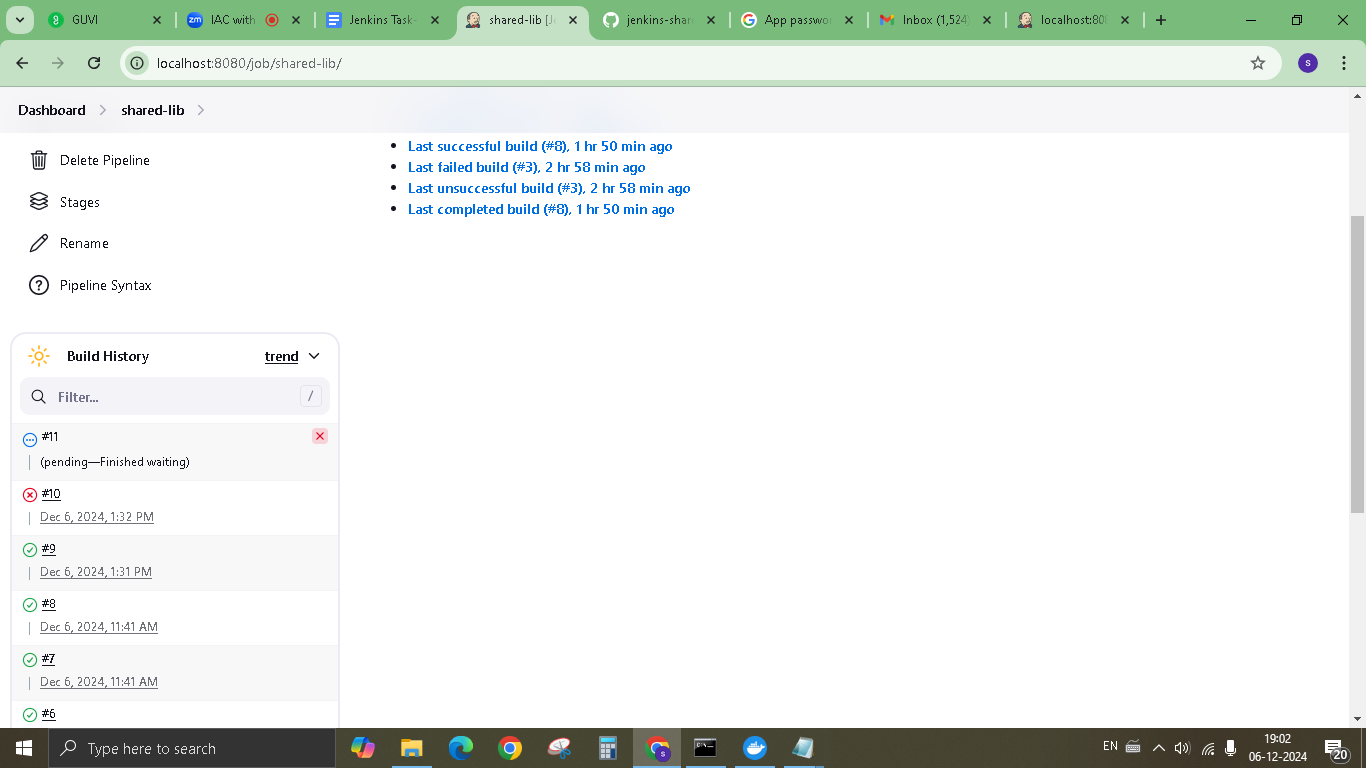 GUVI
IAC with
Jenkins Task-
shared-lib [Je
jenkins-shar
App passwor
Inbox (1,524)
localhost:808
localhost:8080/job/shared-lib/
s
Dashboard
shared-lib
Delete Pipeline
Stages
Rename
Pipeline Syntax
Last successful build (#8), 1 hr 50 min ago
Last failed build (#3), 2 hr 58 min ago
Last unsuccessful build (#3), 2 hr 58 min ago
Last completed build (#8), 1 hr 50 min ago
Build History
trend
Filter...
/
#11
(pending—Finished waiting)
#10
Dec 6, 2024, 1:32 PM
#9
Dec 6, 2024, 1:31 PM
#8
Dec 6, 2024, 11:41 AM
#7
Dec 6, 2024, 11:41 AM
#6
Type here to search
EN
19:02
06-12-2024
20